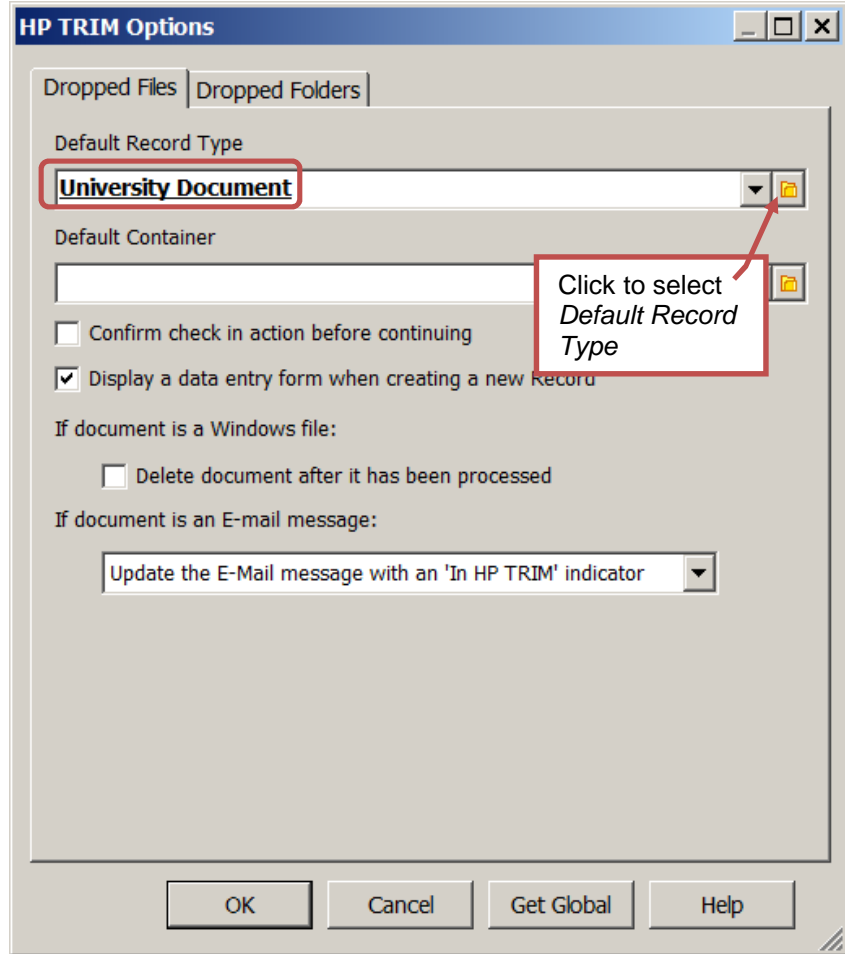 HP TRIM Options
Dropped Files
Dropped Folders
Default Record Type
University Document
Default Container
Click to select
Default Record
Type
Confirm check in action before continuing
Display a data entry form when creating a new Record
If document is a Windows file:
Delete document after it has been processed
If document is an E-mail message:
Update the E-Mail message with an 'In HP TRIM' indicator
OK
Cancel
Get Global
Help